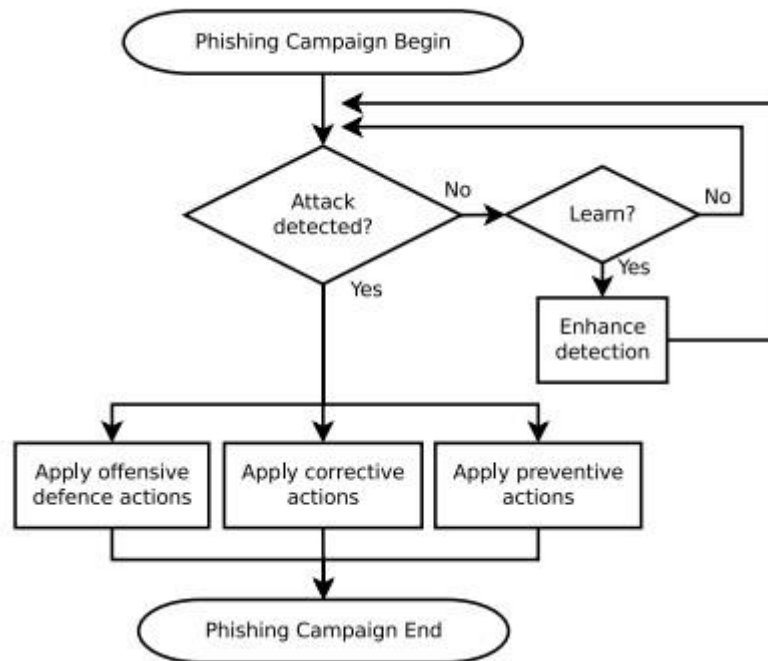 Phishing Campaign Begin
Attack
detected?
No
Learn?
No
Yes
Yes
Enhance
detection
Apply offensive
defence actions
Apply corrective
actions
Apply preventive
actions
Phishing Campaign End